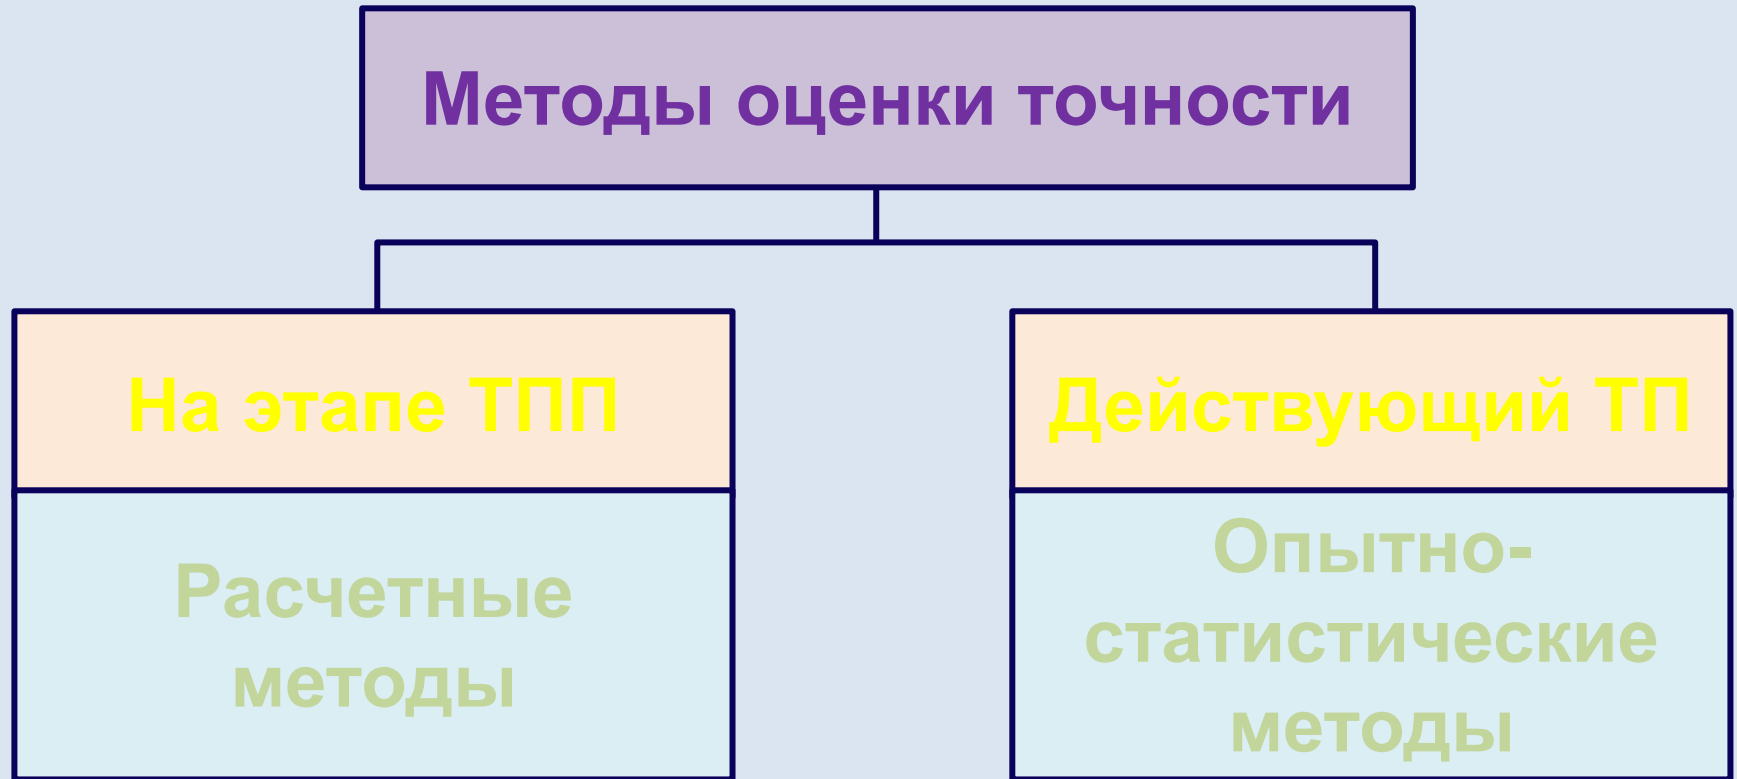 Методы оценки точности
На этапе ТПП
Действующий ТП
Расчетные
методы
Опытно-
статистические
методы